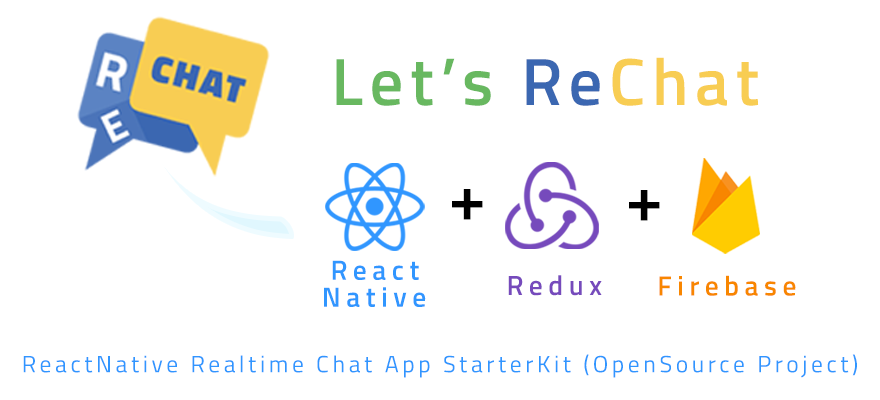 R
E
CHAT
Let's ReChat
+ +
React
Native
Redux
Firebase
ReactNative Realtime Chat App StarterKit (OpenSource Project)